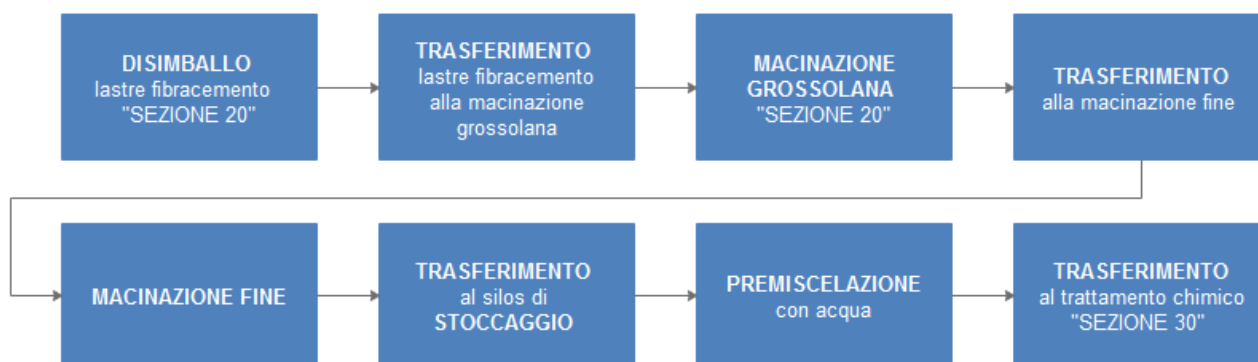 DISIMBALLO
lastre fibracemento
"SEZIONE 20"
TRASFERIMENTO
lastre fibracemento
alla macinazione
grossolana
MACINAZIONE
GROSSOLANA
"SEZIONE 20"
TRASFERIMENTO
alla macinazione fine
MACINAZIONE FINE
TRASFERIMENTO
al silos di
STOCCAGGIO
PREMISCELAZIONE
con acqua
TRASFERIMENTO
al trattamento chimico
"SEZIONE 30"